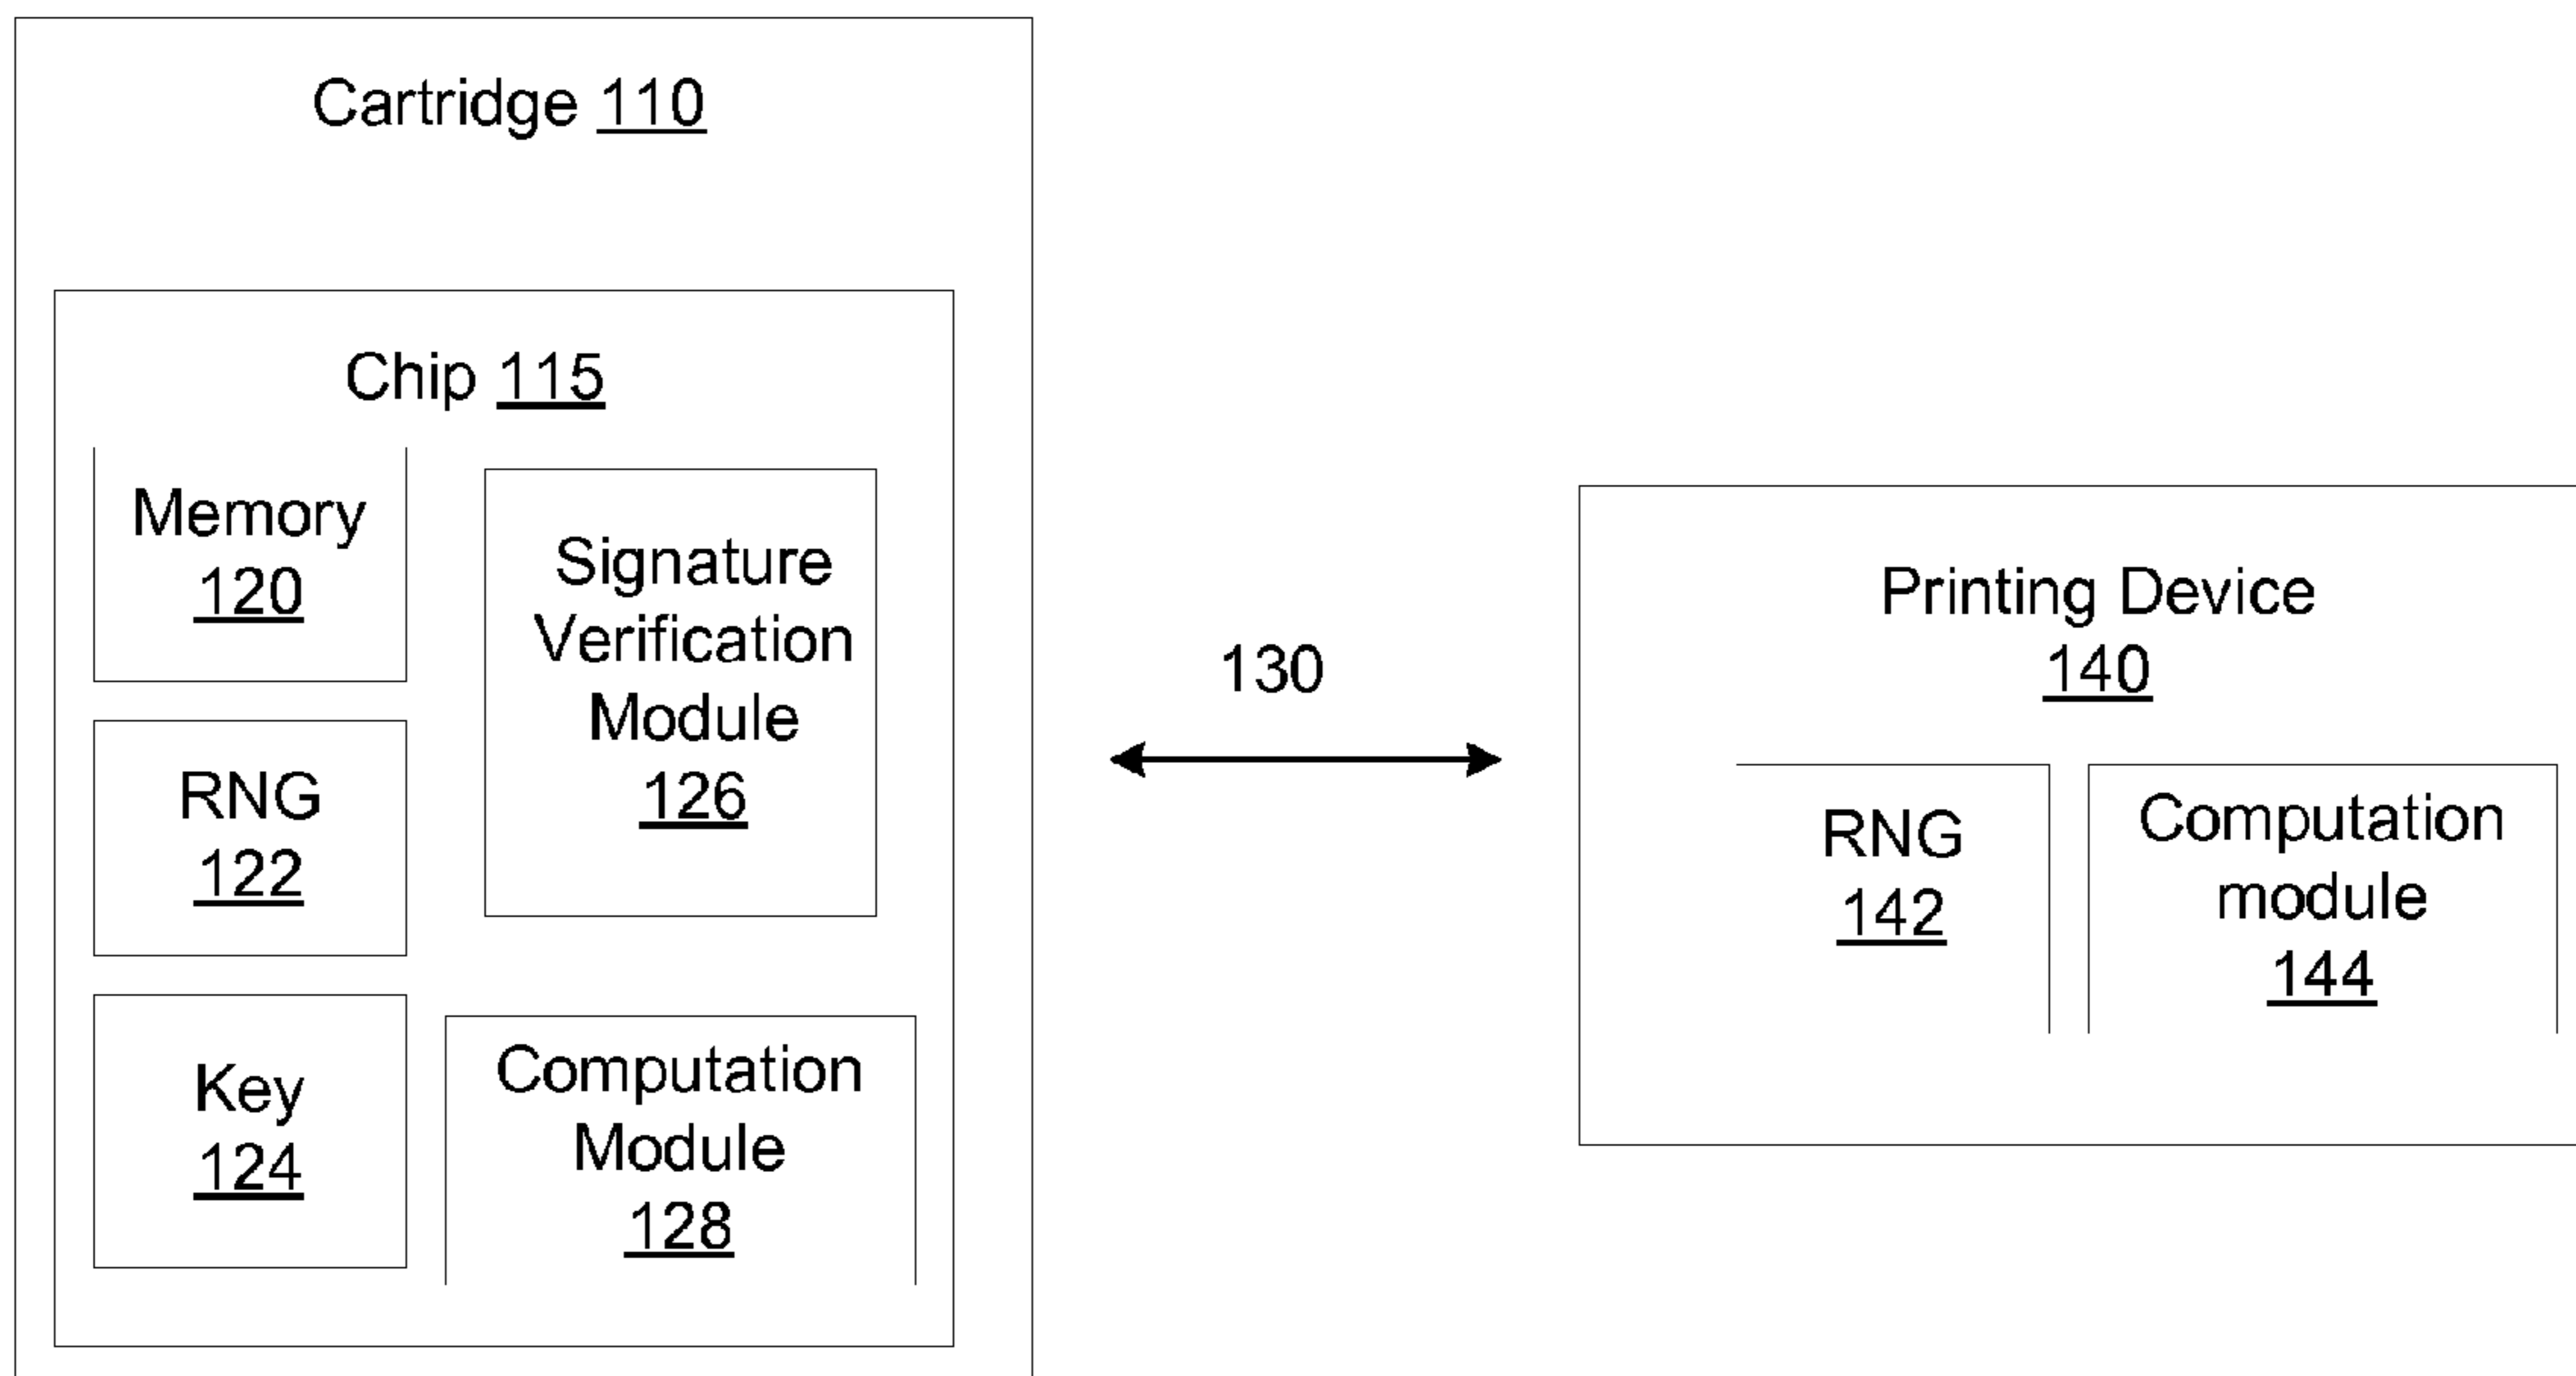 Cartridge 110
Chip 115
Memory
120
RNG
122
Key
124
Signature
Verification
Module
126
Computation
Module
128
130
Printing Device
140
RNG
142
Computation
module
144